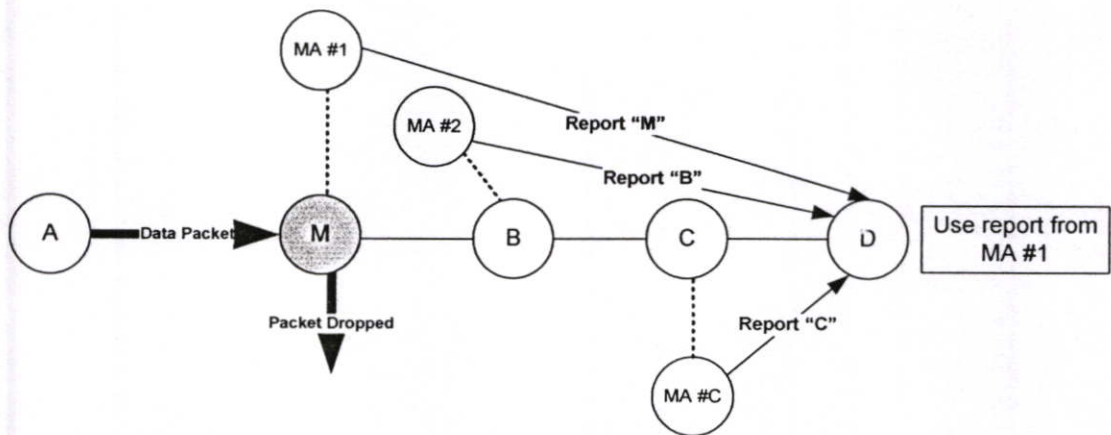 MA #1
MA #2
Report “M”
Report “B”
A
Data Packet
M
B
C
D
Use report from
MA #1
Packet Dropped
Report “C”
MA #C